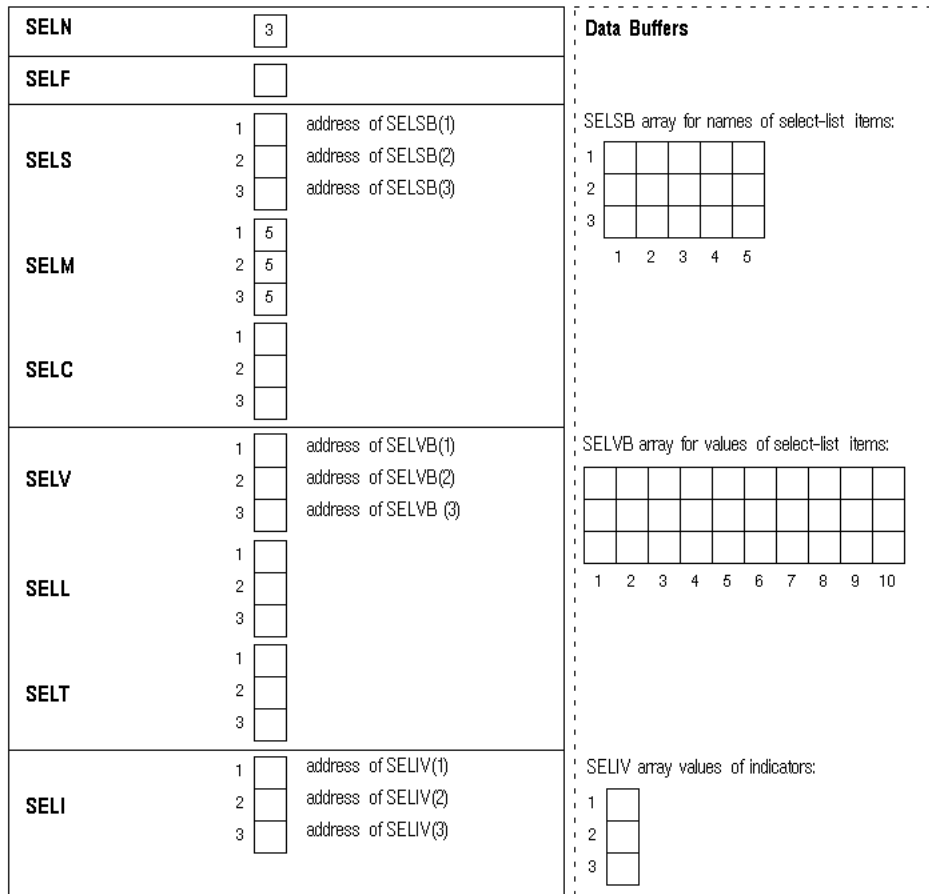 SELN 3
Data Buffers
SELF
SELS
1 address of SELSB(1)
2 address of SELSB(2)
3 address of SELSB(3)
SELSB array for names of select-list items:
1
2
3
1 2 3 4 5
SELM
1 5
2 5
3 5
SELC
1
2
3
SELV
1 address of SELVB(1)
2 address of SELVB(2)
3 address of SELVB (3)
SELVB array for values of select-list items:
1 2 3 4 5 6 7 8 9 10
SELL
1
2
3
SELT
1
2
3
SELI
1 address of SELIV(1)
2 address of SELIV(2)
3 address of SELIV(3)
SELIV array values of indicators:
1
2
3